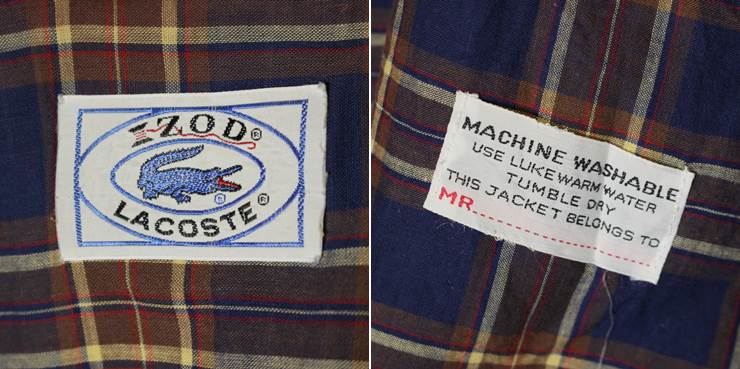 IZOD®
® ®
LACOSTE®
MACHINE WASHABLE
USE LUKEWARM WATER
TUMBLE DRY
THIS JACKET BELONGS TO
MR.